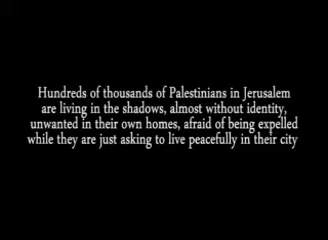 Hundreds of thousands of Palestinians in Jerusalem
are living in the shadows, almost without identity,
unwanted in their own homes, afraid of being expelled
while they are just asking to live peacefully in their city